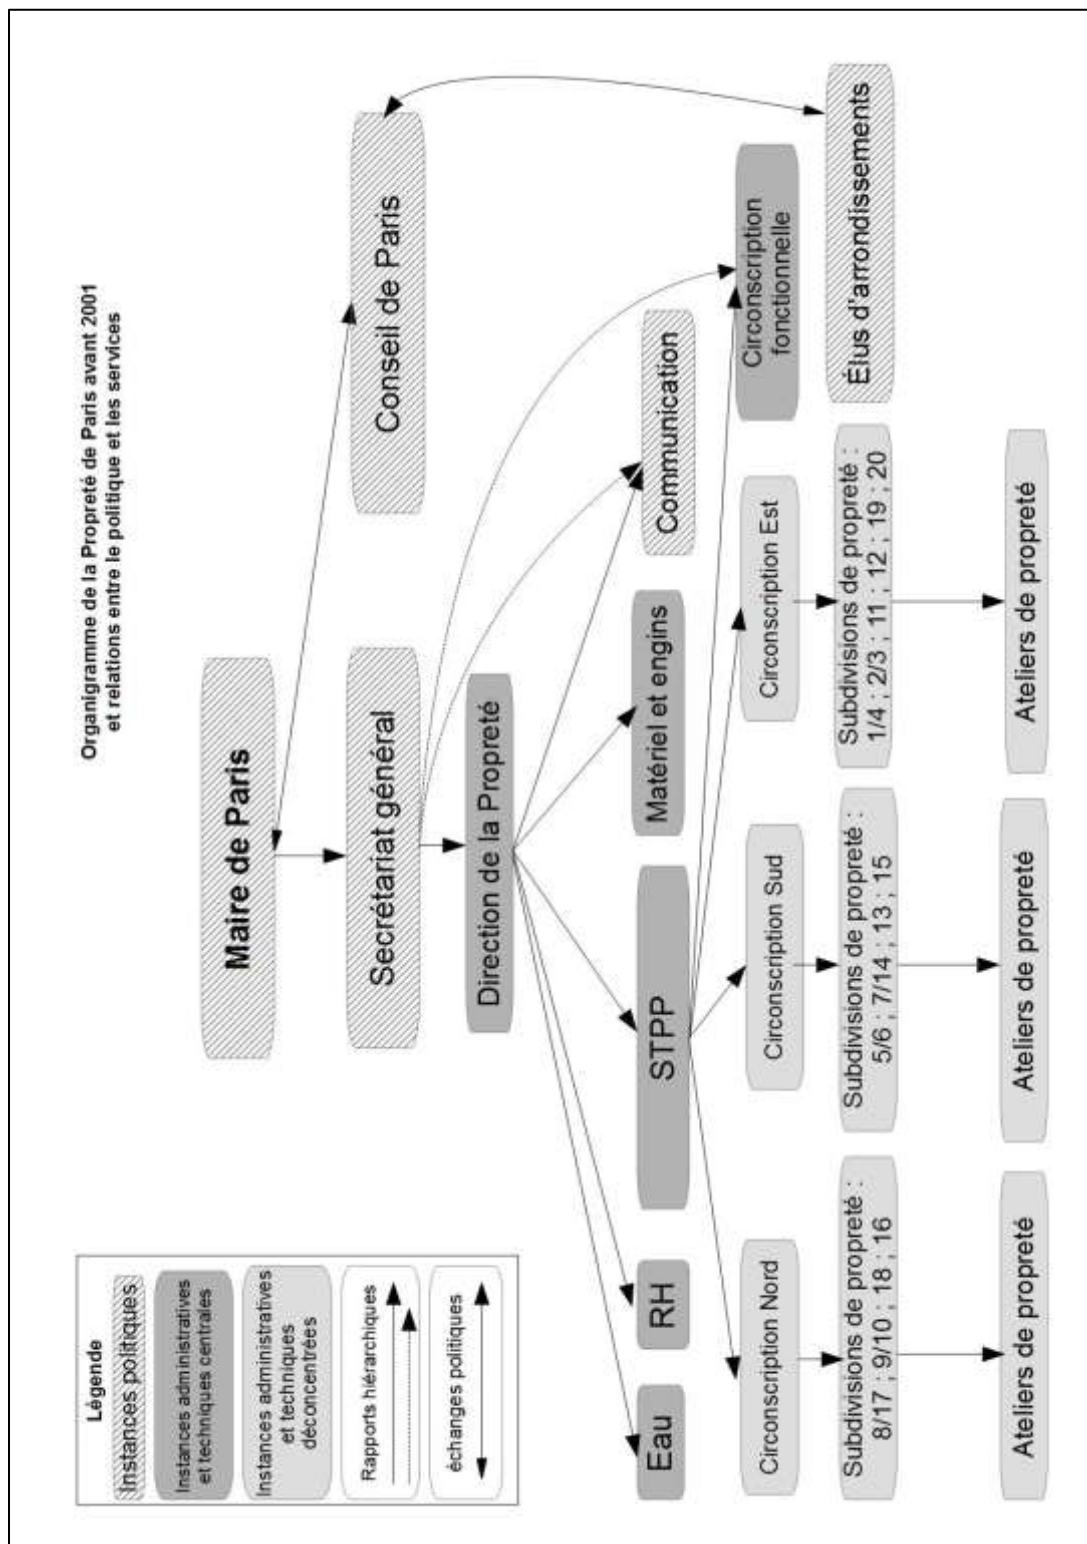 Organigramme de la Propreté de Paris avant 2001
et relations entre le politique et les services
Légende
Instances politiques
Instances administratives
et techniques centrales
Instances administratives
et techniques
déconcentrées
Rapports hiérarchiques
échanges politiques
Maire de Paris
Conseil de Paris
Secrétariat général
Direction de la Propreté
Eau
RH
STPP
Matériel et engins
Communication
Circonscription Nord
Circonscription Sud
Circonscription Est
Circonscription
fonctionnelle
Subdivisions de propreté :
8/17 ; 9/10 ; 18 ; 16
Subdivisions de propreté :
5/6 ; 7/14 ; 13 ; 15
Subdivisions de propreté :
1/4 ; 2/3 ; 11 ; 12 ; 19 ; 20
Élus d'arrondissements
Ateliers de propreté
Ateliers de propreté
Ateliers de propreté